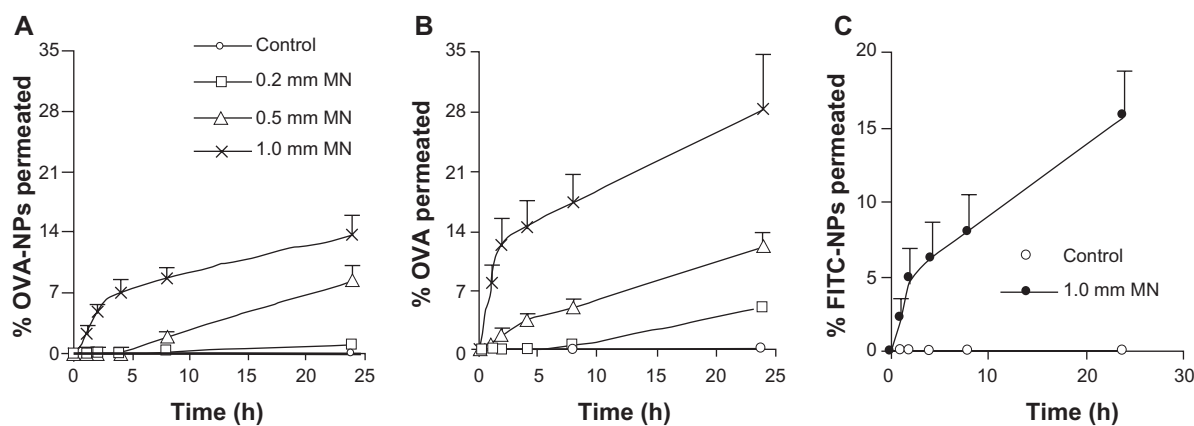 A
% OVA-NPs permeated
35
28
21
14
7
0
0
5
10
15
20
25
Time (h)
Control
0.2 mm MN
0.5 mm MN
1.0 mm MN
B
% OVA permeated
35
28
21
14
7
0
0
5
10
15
20
25
Time (h)
C
% FITC-NPs permeated
20
15
10
5
0
0
10
20
30
Time (h)
Control
1.0 mm MN